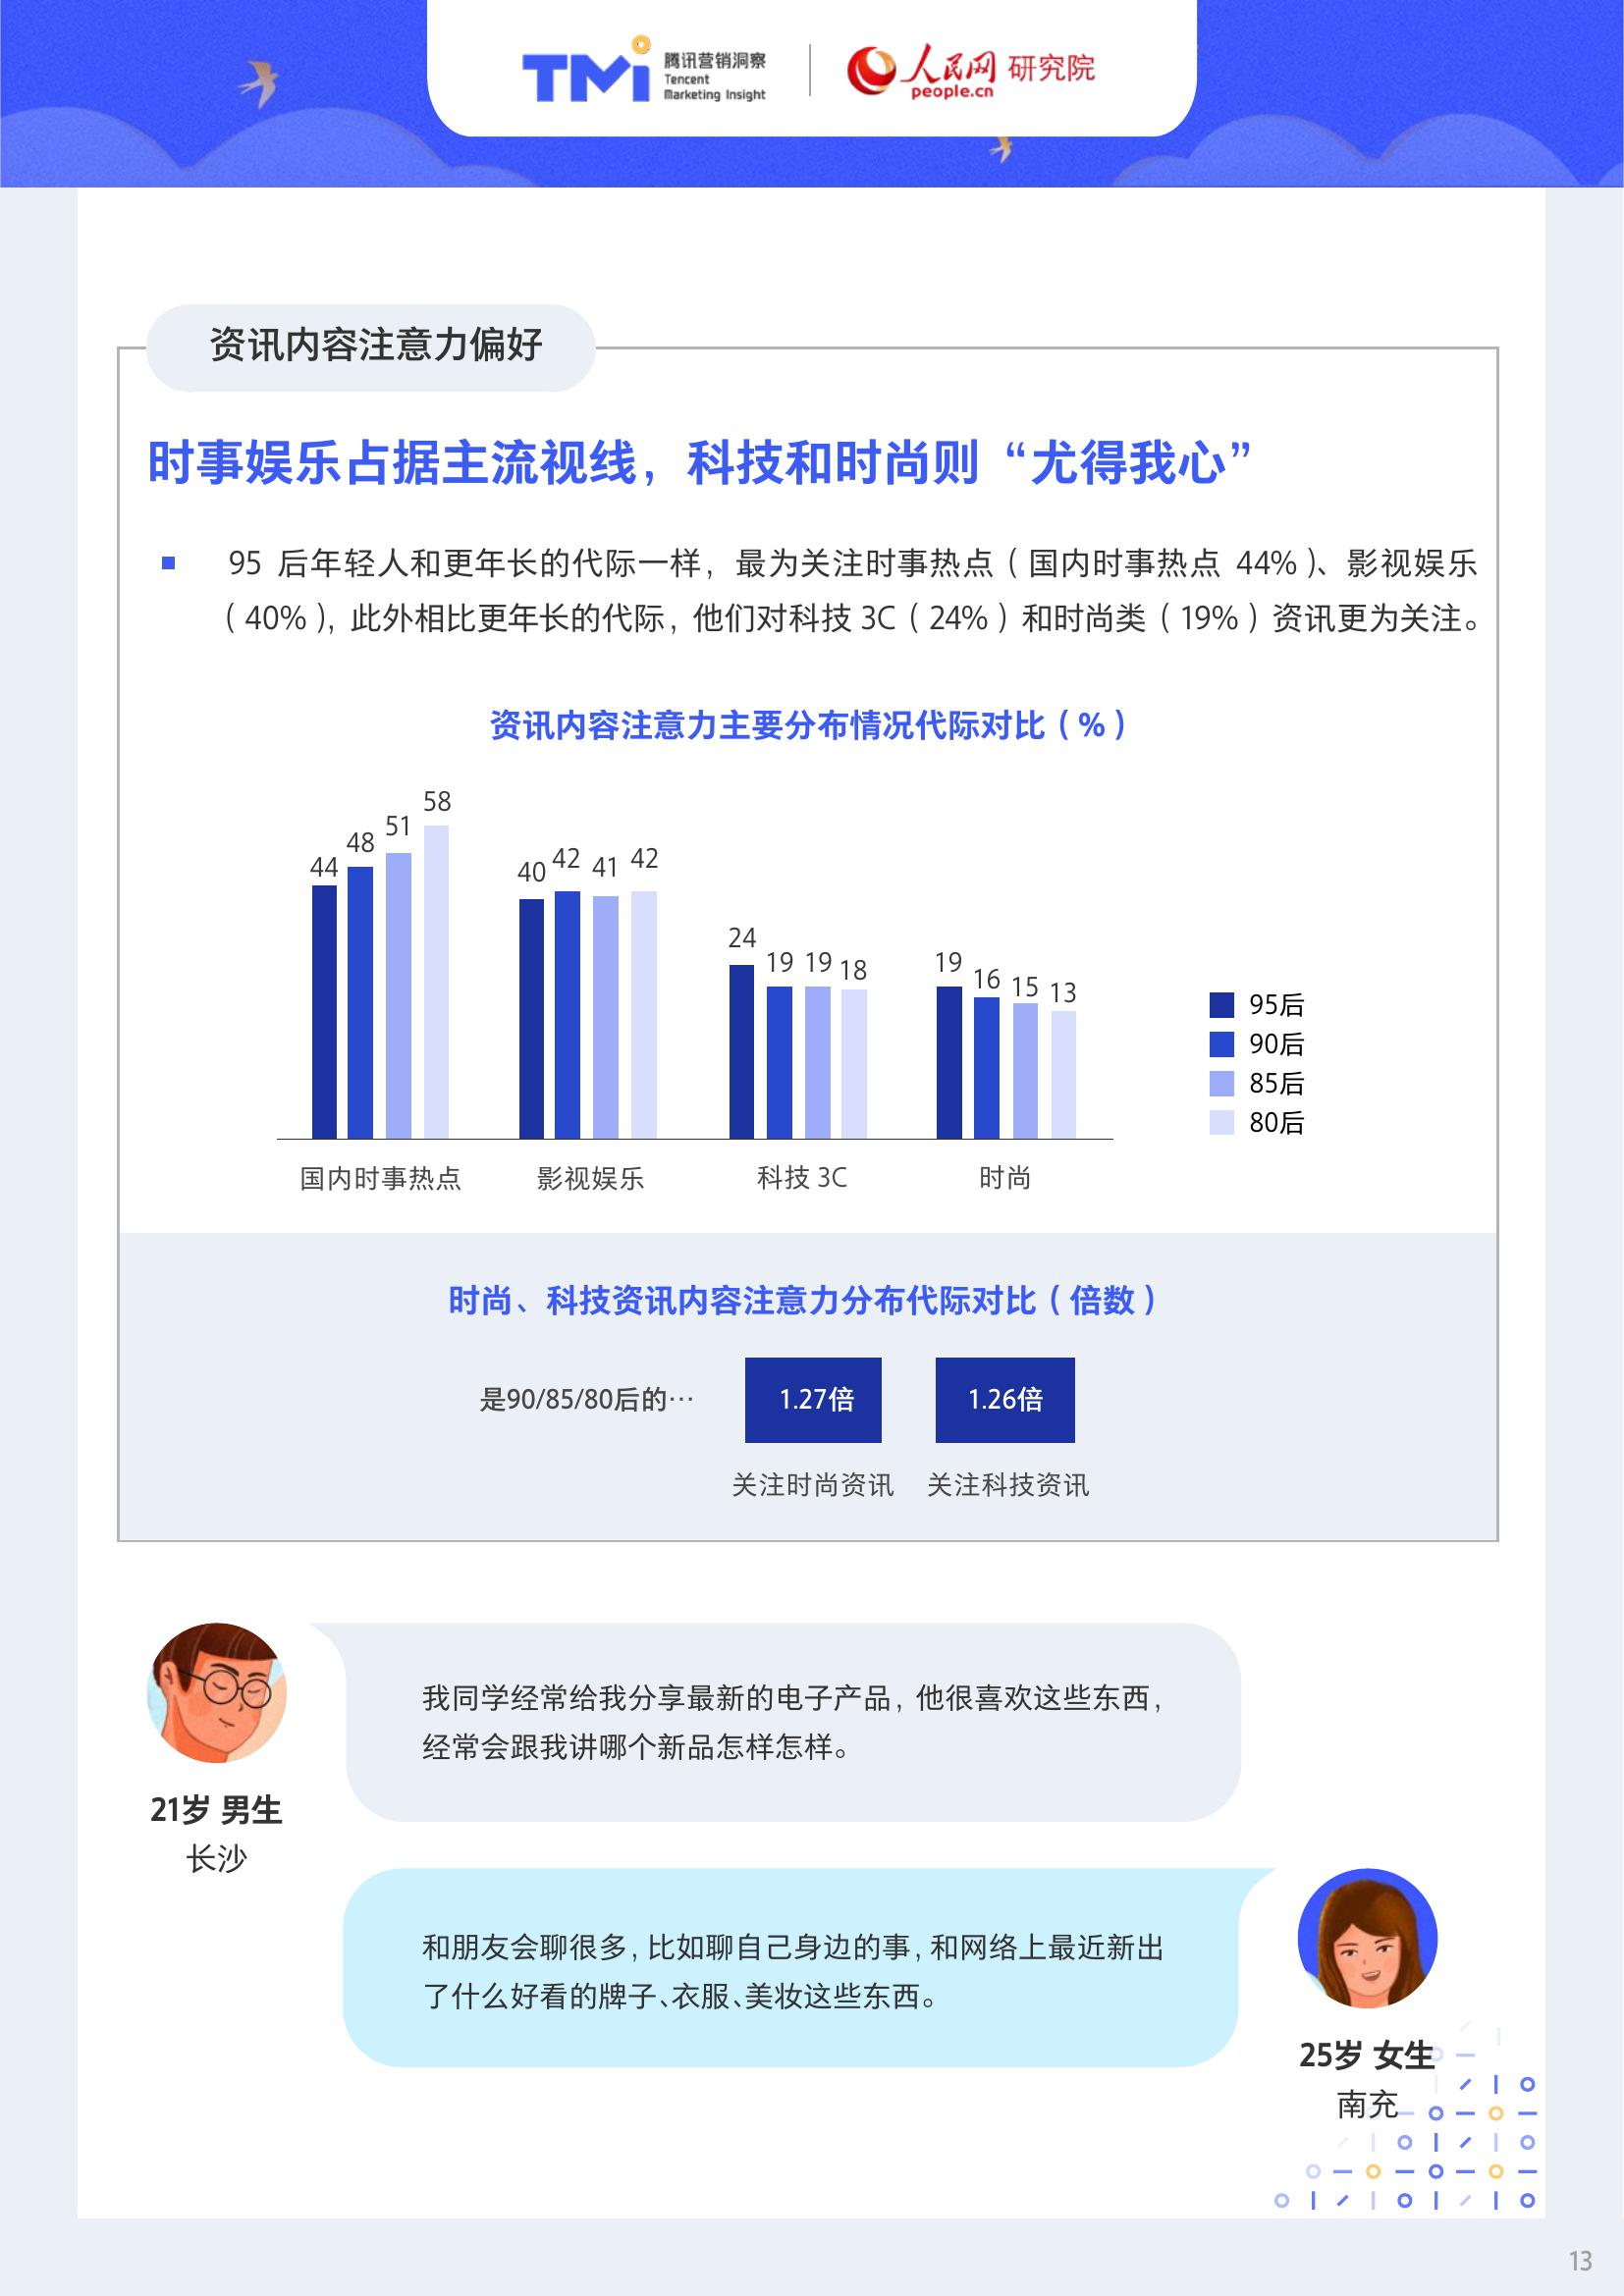 TMi 腾讯营销洞察
Tencent
Marketing Insight
人民网 研究院
people.cn
资讯内容注意力偏好
时事娱乐占据主流视线，科技和时尚则“尤得我心”
95 后年轻人和更年长的代际一样，最为关注时事热点（国内时事热点 44%）、影视娱乐
（40%），此外相比更年长的代际，他们对科技 3C（24%）和时尚类（19%）资讯更为关注。
资讯内容注意力主要分布情况代际对比（%）
44 48 51 58
40 42 41 42
24 19 19 18
19 16 15 13
95后
90后
85后
80后
国内时事热点 影视娱乐 科技 3C 时尚
时尚、科技资讯内容注意力分布代际对比（倍数）
是90/85/80后的… 1.27倍 1.26倍
关注时尚资讯 关注科技资讯
我同学经常给我分享最新的电子产品，他很喜欢这些东西，
经常会跟我讲哪个新品怎样怎样。
21岁 男生
长沙
和朋友会聊很多，比如聊自己身边的事，和网络上最近新出
了什么好看的牌子、衣服、美妆这些东西。
25岁 女生
南充
13